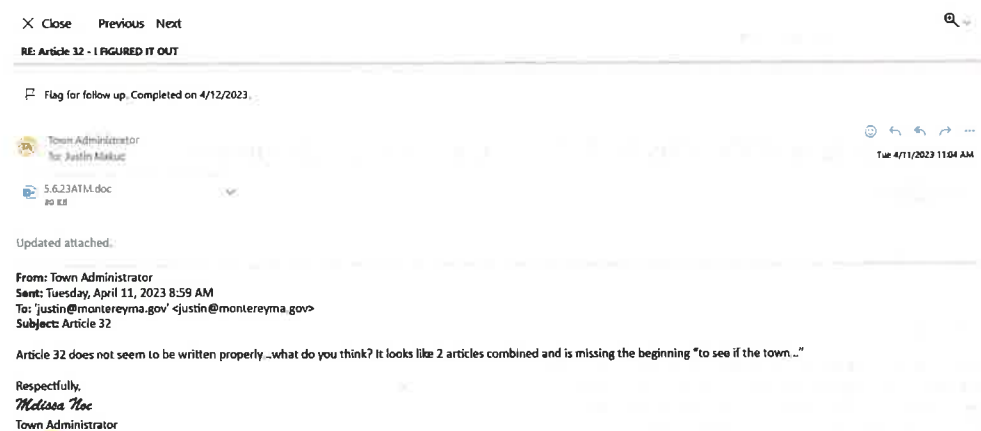 Close Previous Next
RE: Article 32 - I FIGURED IT OUT
Flag for follow up. Completed on 4/12/2023.
TA
Town Administrator
To: Justin Makuc
Tue 4/11/2023 11:04 AM
5.6.23ATM.doc
80 KB
Updated attached.
From: Town Administrator
Sent: Tuesday, April 11, 2023 8:59 AM
To: 'justin@montereyma.gov' <justin@montereyma.gov>
Subject: Article 32
Article 32 does not seem to be written properly...what do you think? It looks like 2 articles combined and is missing the beginning "to see if the town..."
Respectfully,
Melissa Noe
Town Administrator